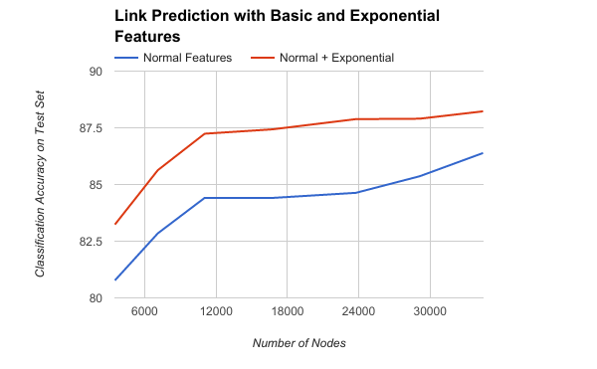 Link Prediction with Basic and Exponential
Features
Normal Features
Normal + Exponential
90
87.5
85
82.5
80
Classification Accuracy on Test Set
6000
12000
18000
24000
30000
Number of Nodes